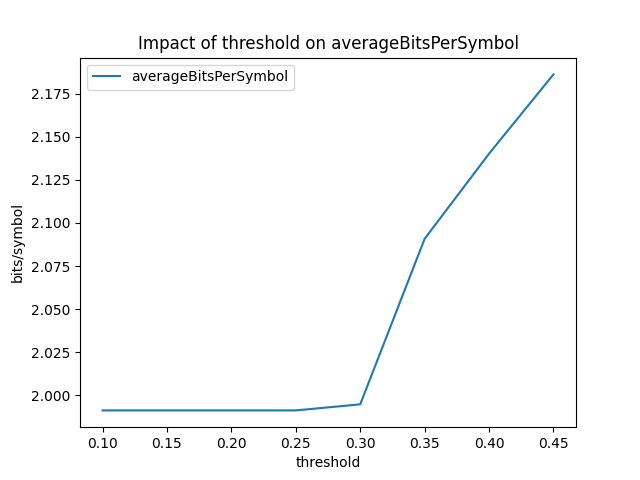 Impact of threshold on averageBitsPerSymbol
averageBitsPerSymbol
2.175
2.150
2.125
2.100
2.075
2.050
2.025
2.000
bits/symbol
0.10 0.15 0.20 0.25 0.30 0.35 0.40 0.45
threshold